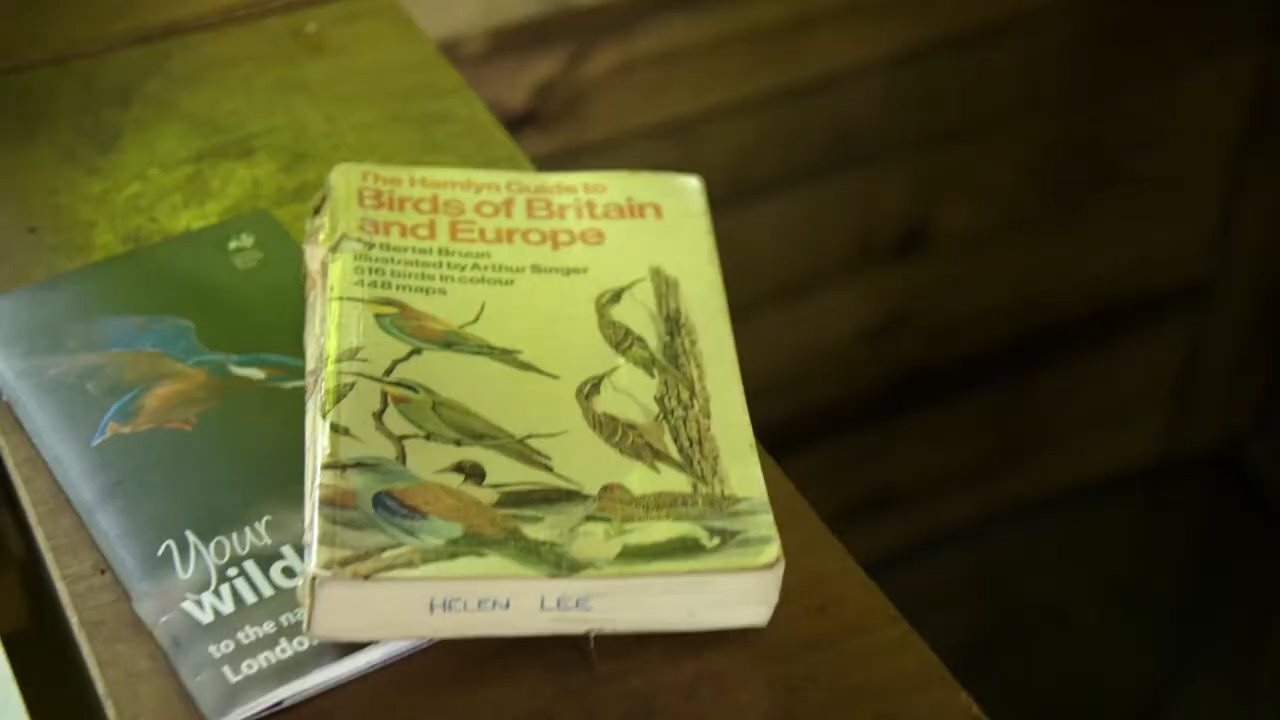 The Hamlyn Guide to
Birds of Britain
and Europe
by Bertel Bruun
illustrated by Arthur Singer
516 birds in colour
448 maps
HELEN LEE
Your
wild
to the na
London